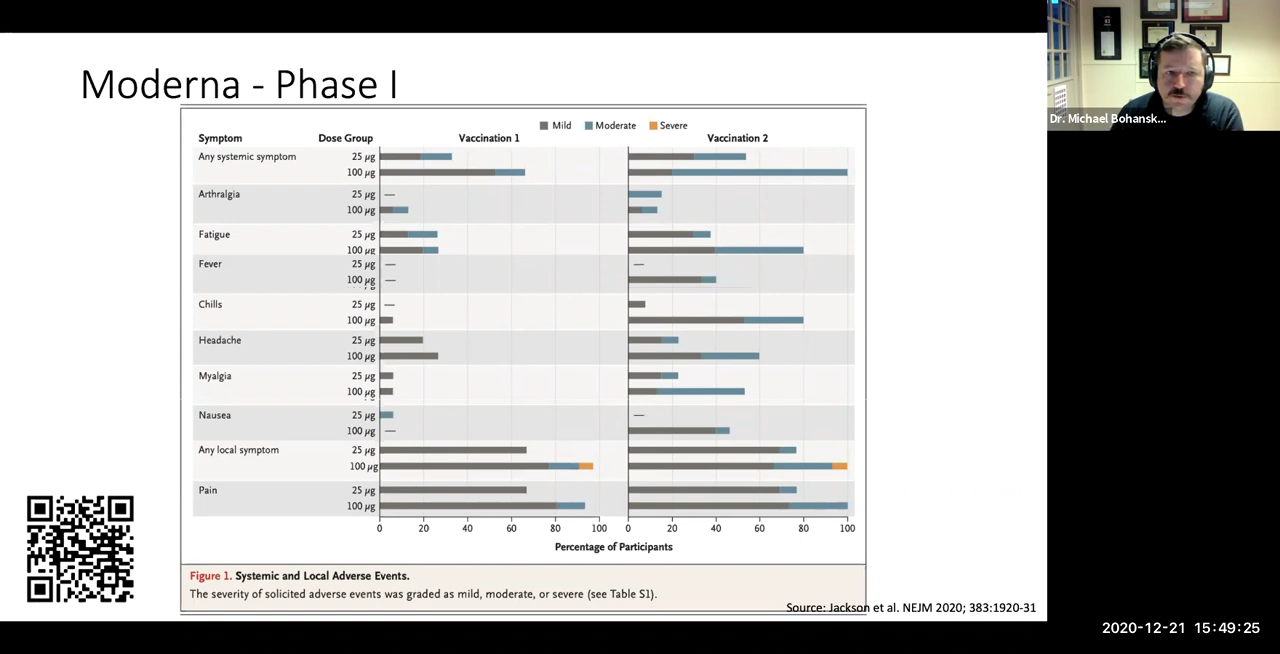 Moderna - Phase I
Mild Moderate Severe
Symptom Dose Group Vaccination 1 Vaccination 2
Any systemic symptom 25 µg
100 µg
Arthralgia 25 µg
100 µg
Fatigue 25 µg
100 µg
Fever 25 µg
100 µg
Chills 25 µg
100 µg
Headache 25 µg
100 µg
Myalgia 25 µg
100 µg
Nausea 25 µg
100 µg
Any local symptom 25 µg
100 µg
Pain 25 µg
100 µg
0 20 40 60 80 100 0 20 40 60 80 100
Percentage of Participants
Figure 1. Systemic and Local Adverse Events.
The severity of solicited adverse events was graded as mild, moderate, or severe (see Table S1).
Source: Jackson et al. NEJM 2020; 383:1920-31
Dr. Michael Bohansk...
2020-12-21 15:49:25